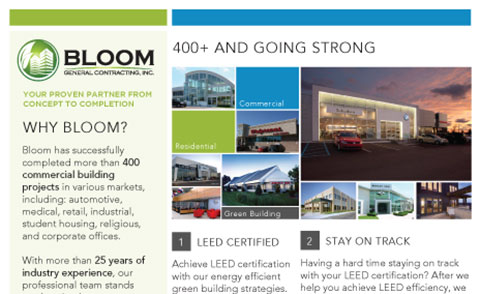 BLOOM
GENERAL CONTRACTING, INC.
YOUR PROVEN PARTNER FROM
CONCEPT TO COMPLETION
WHY BLOOM?
Bloom has successfully
completed more than 400
commercial building
projects in various markets,
including: automotive,
medical, retail, industrial,
student housing, religious,
and corporate offices.
With more than 25 years of
industry experience, our
professional team stands
400+ AND GOING STRONG
Commercial
Residential
Green Building
1 LEED CERTIFIED
Achieve LEED certification
with our energy efficient
green building strategies.
2 STAY ON TRACK
Having a hard time staying on track
with your LEED certification? After we
help you achieve LEED efficiency, we